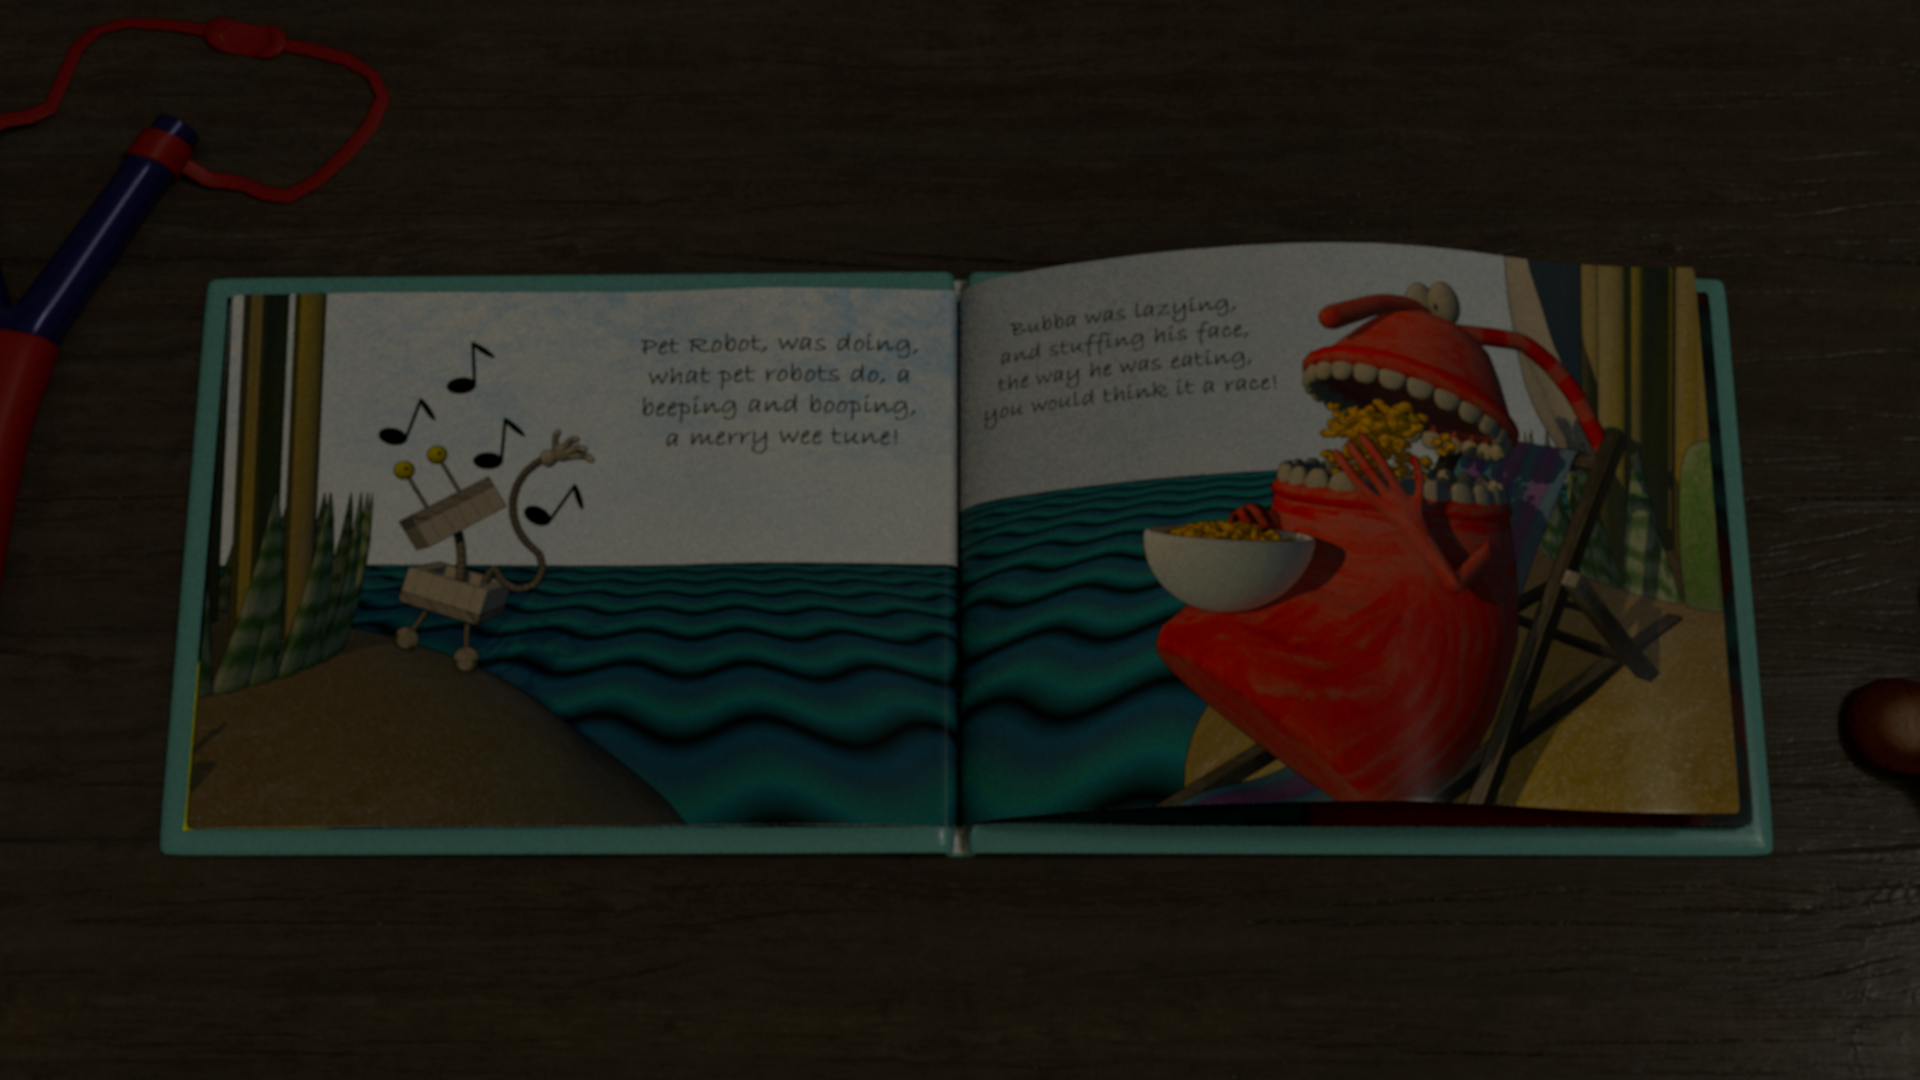 Pet Robot, was doing,
what pet robots do, a
beeping and booping,
a merry wee tune!
Bubba was lazying,
and stuffing his face,
the way he was eating,
you would think it a race!